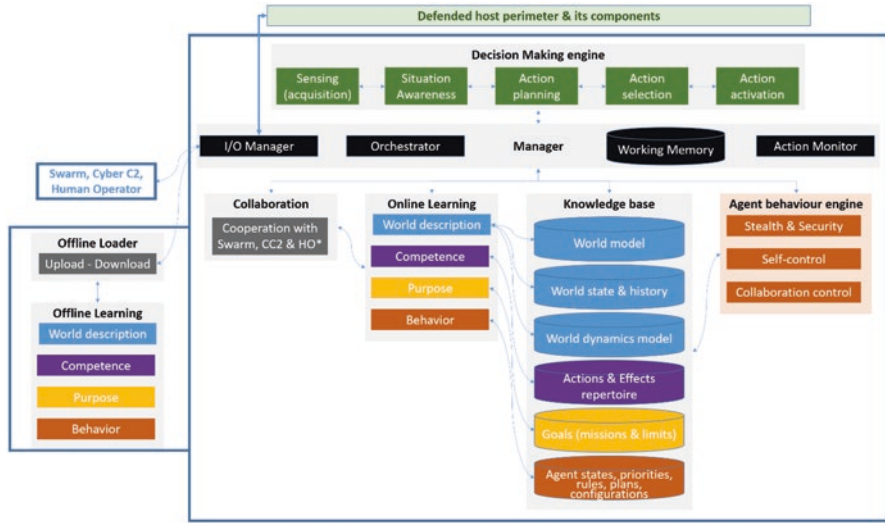 Defended host perimeter & its components
Decision Making engine
Sensing
(acquisition)
Situation
Awareness
Action
planning
Action
selection
Action
activation
I/O Manager
Orchestrator
Manager
Working Memory
Action Monitor
Swarm, Cyber C2,
Human Operator
Collaboration
Cooperation with
Swarm, CC2 & HO*
Online Learning
World description
Competence
Purpose
Behavior
Knowledge base
World model
World state & history
World dynamics model
Actions & Effects
repertoire
Goals (missions & limits)
Agent states, priorities,
rules, plans,
configurations
Agent behaviour engine
Stealth & Security
Self-control
Collaboration control
Offline Loader
Upload - Download
Offline Learning
World description
Competence
Purpose
Behavior